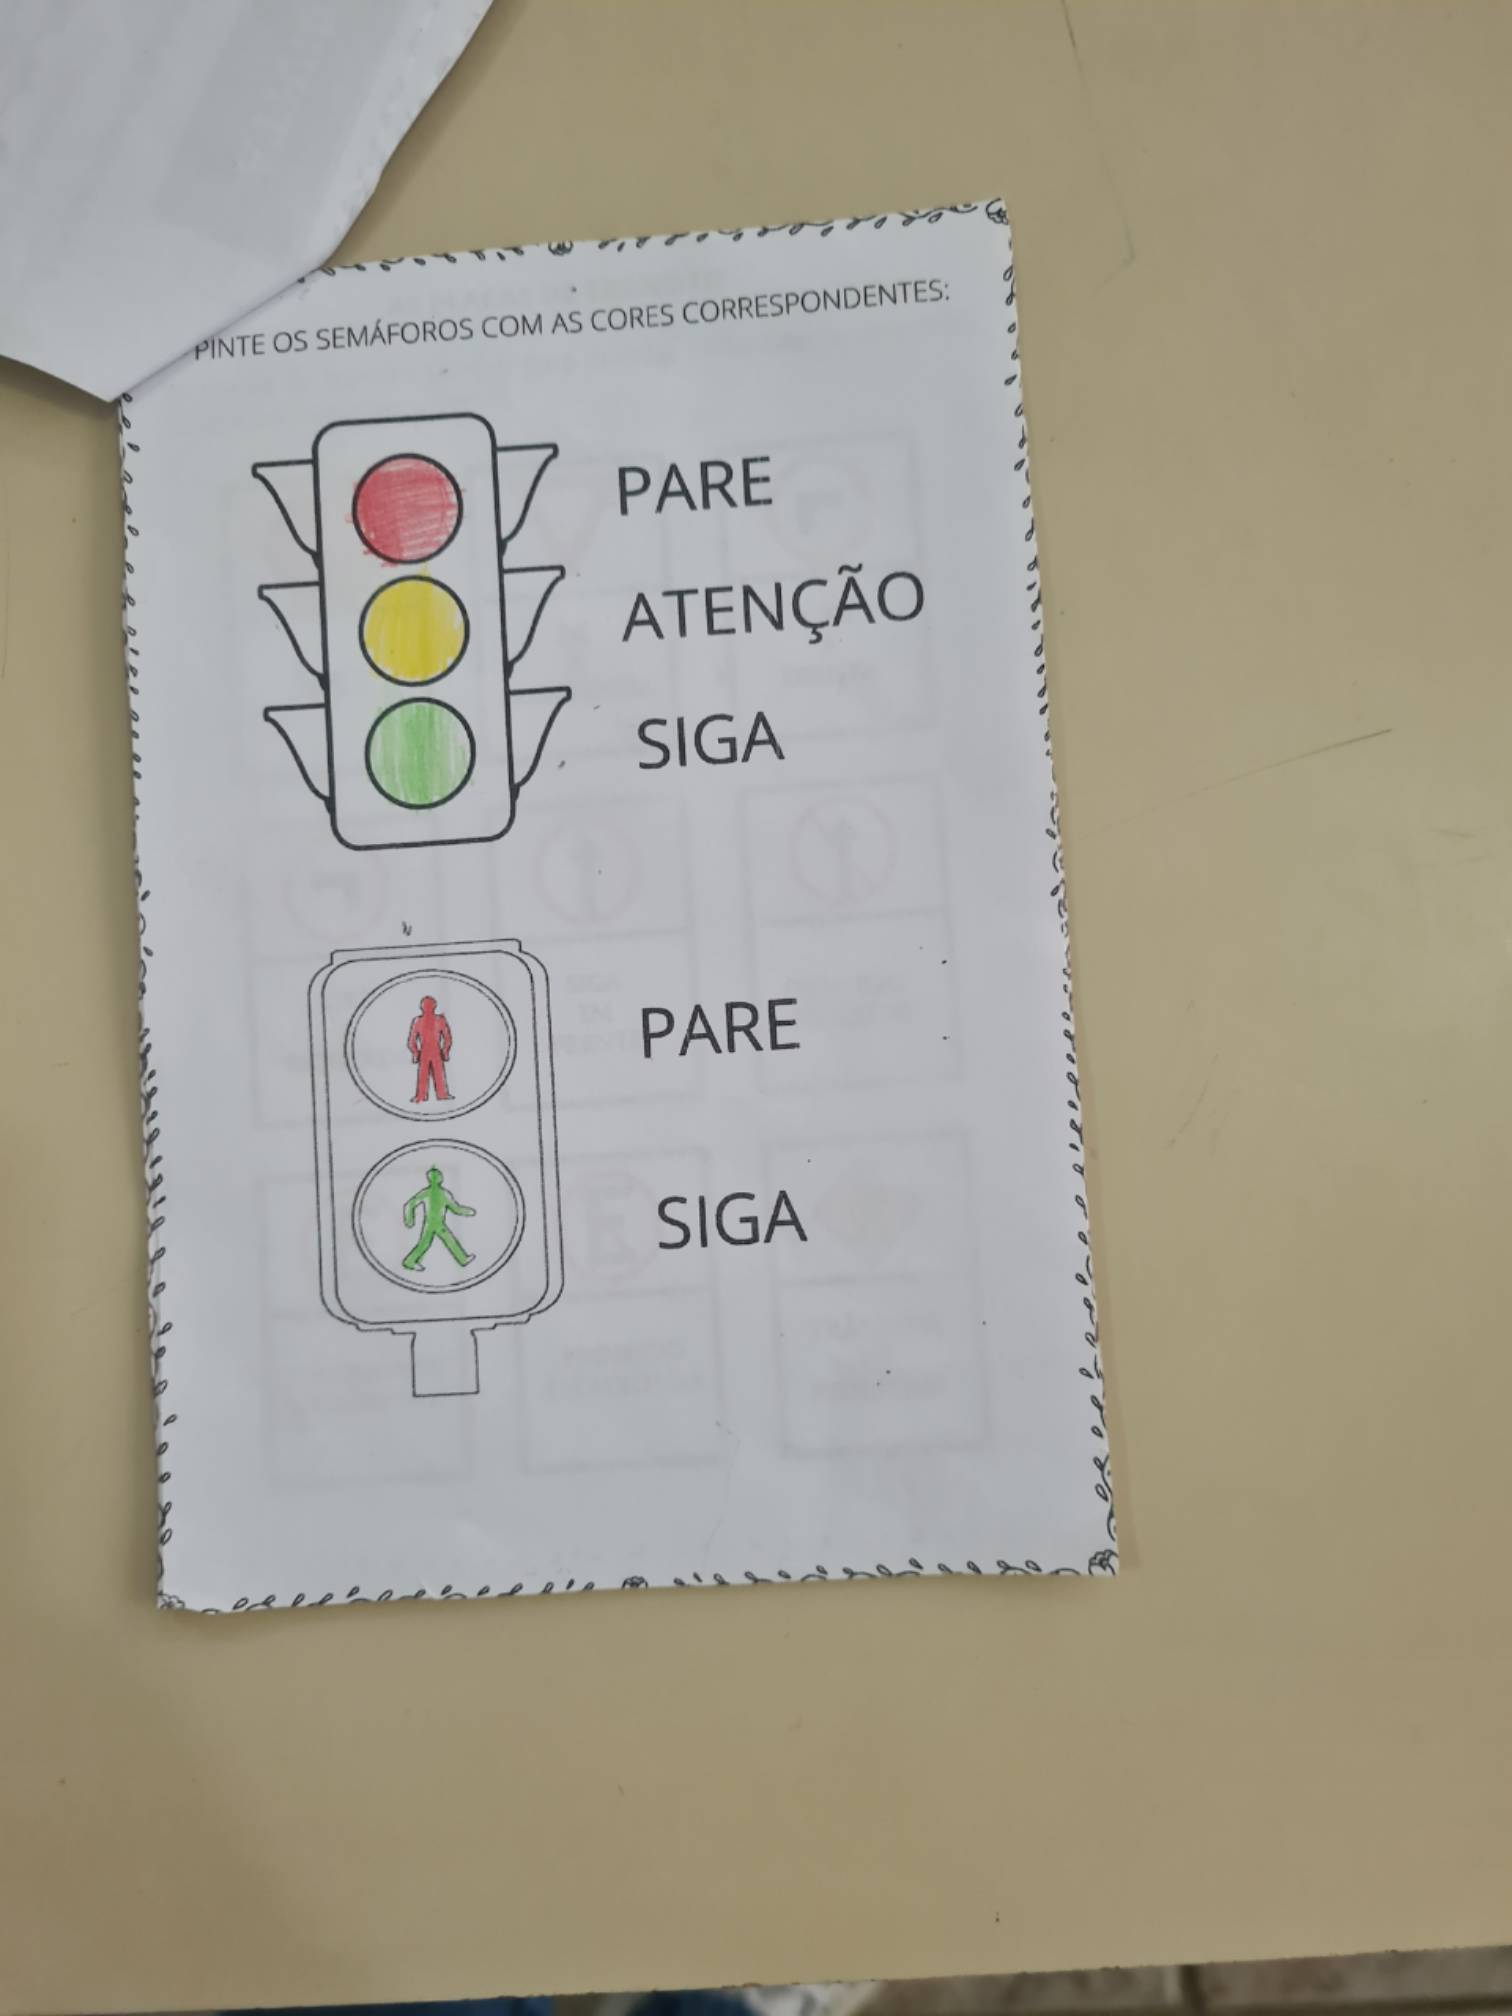 PINTE OS SEMÁFOROS COM AS CORES CORRESPONDENTES:
PARE
ATENÇÃO
SIGA
PARE
SIGA